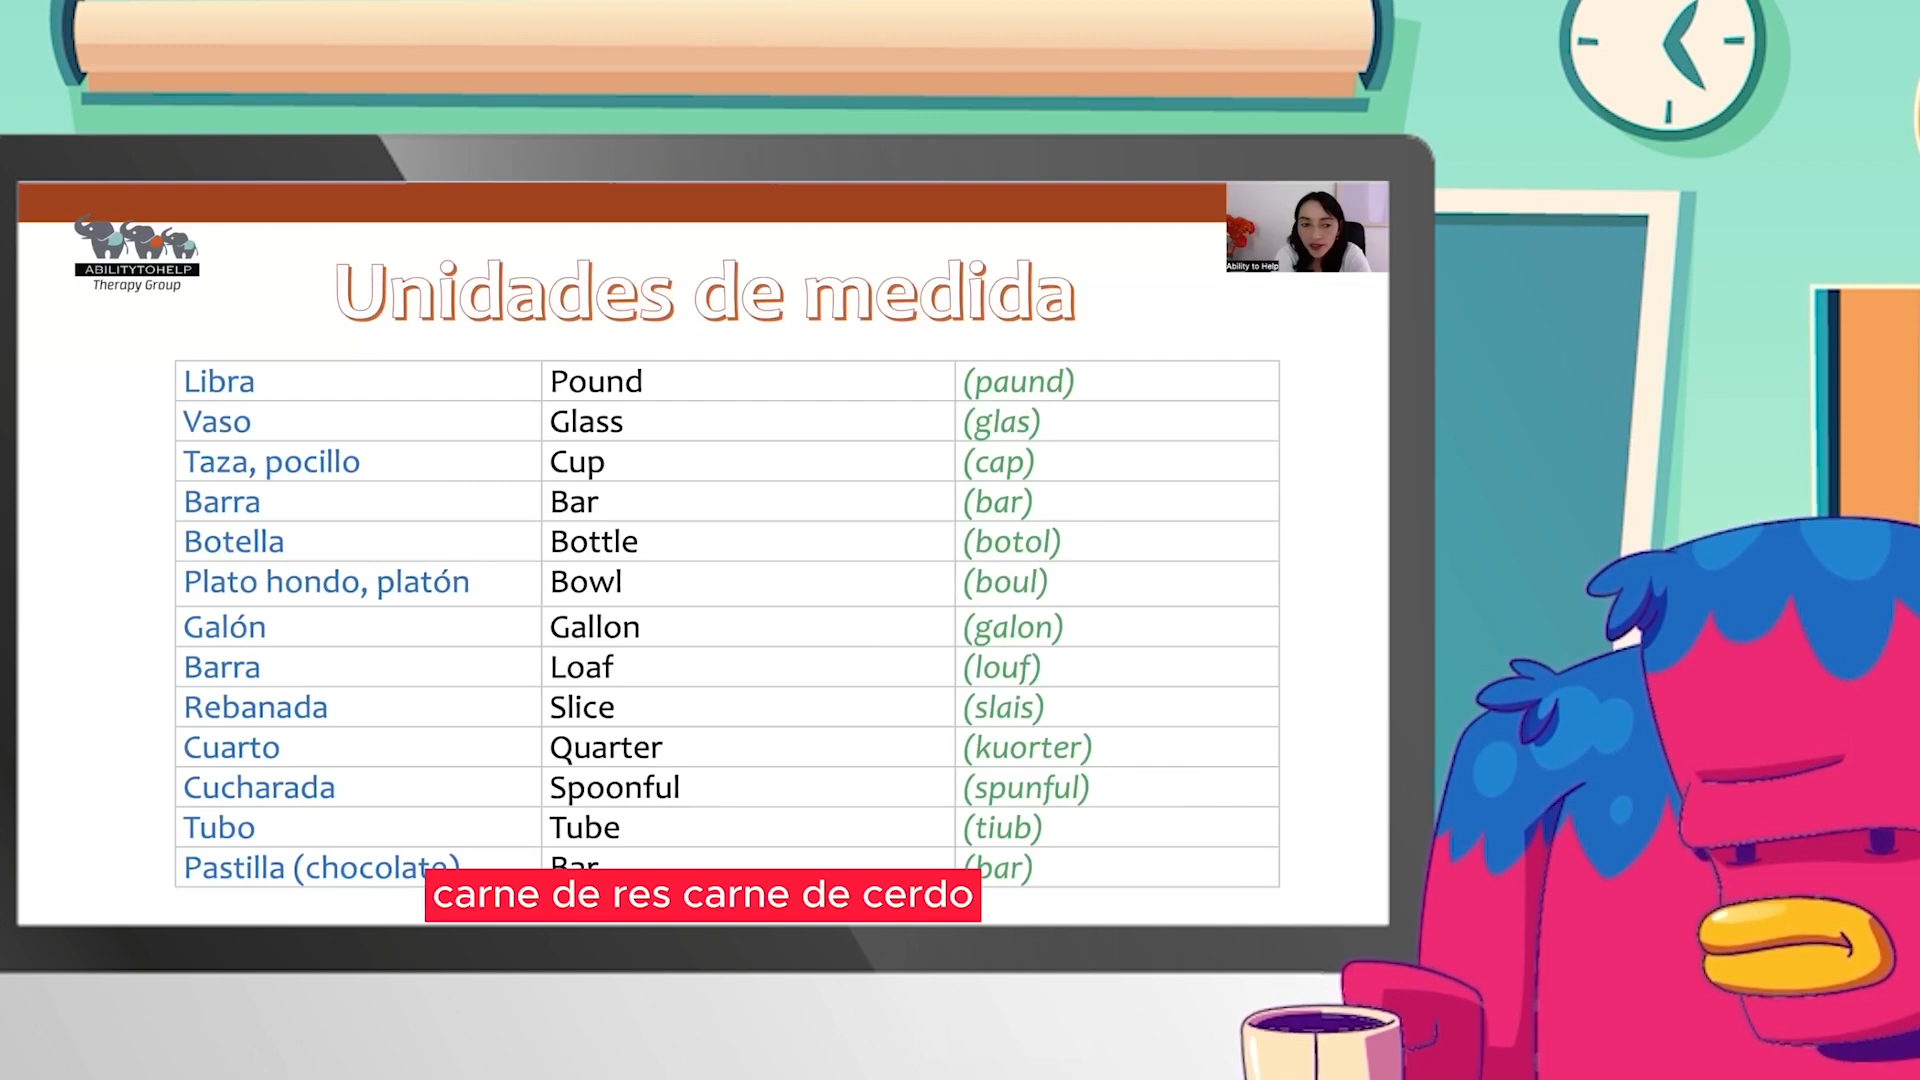 ABILITYTOHELP
Therapy Group
Ability to Help
Unidades de medida
Libra Pound (paund)
Vaso Glass (glas)
Taza, pocillo Cup (cap)
Barra Bar (bar)
Botella Bottle (botol)
Plato hondo, platón Bowl (boul)
Galón Gallon (galon)
Barra Loaf (louf)
Rebanada Slice (slais)
Cuarto Quarter (kuorter)
Cucharada Spoonful (spunful)
Tubo Tube (tiub)
Pastilla (chocolate) Bar (bar)
carne de res carne de cerdo